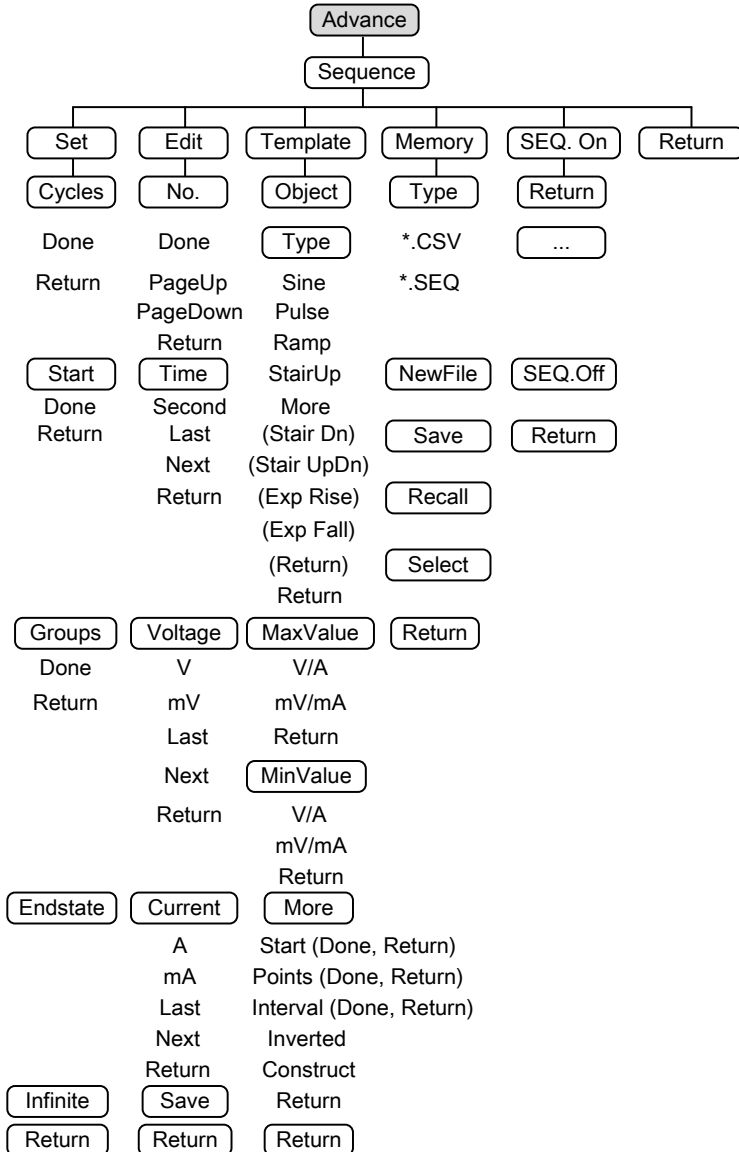 Advance
Sequence
Set Edit Template Memory SEQ. On Return
Cycles No. Object Type Return
Done Done Type *.CSV ...
Return PageUp Sine *.SEQ
PageDown Pulse
Return Ramp
Start Time StairUp NewFile SEQ.Off
Done Second More
Return Last (Stair Dn) Save Return
Next (Stair UpDn)
Return (Exp Rise) Recall
(Exp Fall)
(Return) Select
Return
Groups Voltage MaxValue Return
Done V V/A
Return mV mV/mA
Last Return
Next MinValue
Return V/A
mV/mA
Return
Endstate Current More
A Start (Done, Return)
mA Points (Done, Return)
Last Interval (Done, Return)
Next Inverted
Return Construct
Infinite Save Return
Return Return Return